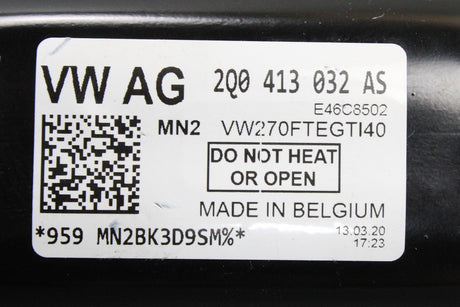 VW AG 2Q0 413 032 AS
E46C8502
MN2 VW270FTEGTI40
DO NOT HEAT
OR OPEN
MADE IN BELGIUM
*959 MN2BK3D9SM%*
13.03.20
17:23